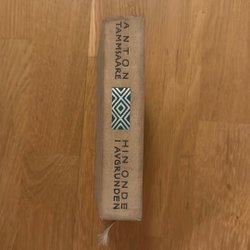 ANTON
TAMMSAARE
HIN ONDE
I AVGRUNDEN